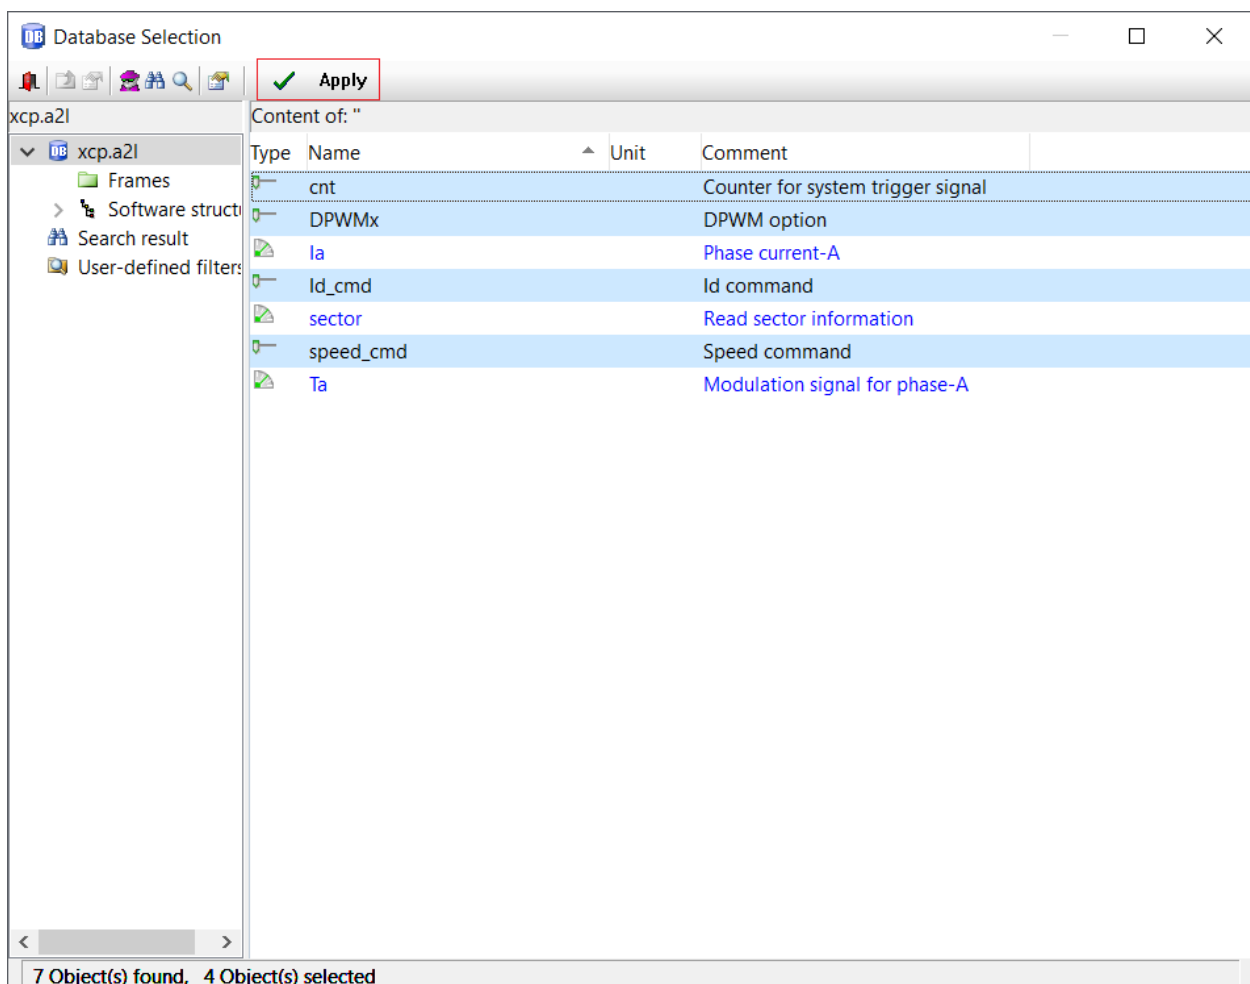 Database Selection
Apply
xcp.a2l
Content of: ''
xcp.a2l
Frames
Software structu
Search result
User-defined filters
Type Name Unit Comment
cnt Counter for system trigger signal
DPWMx DPWM option
Ia Phase current-A
Id_cmd Id command
sector Read sector information
speed_cmd Speed command
Ta Modulation signal for phase-A
7 Object(s) found, 4 Object(s) selected